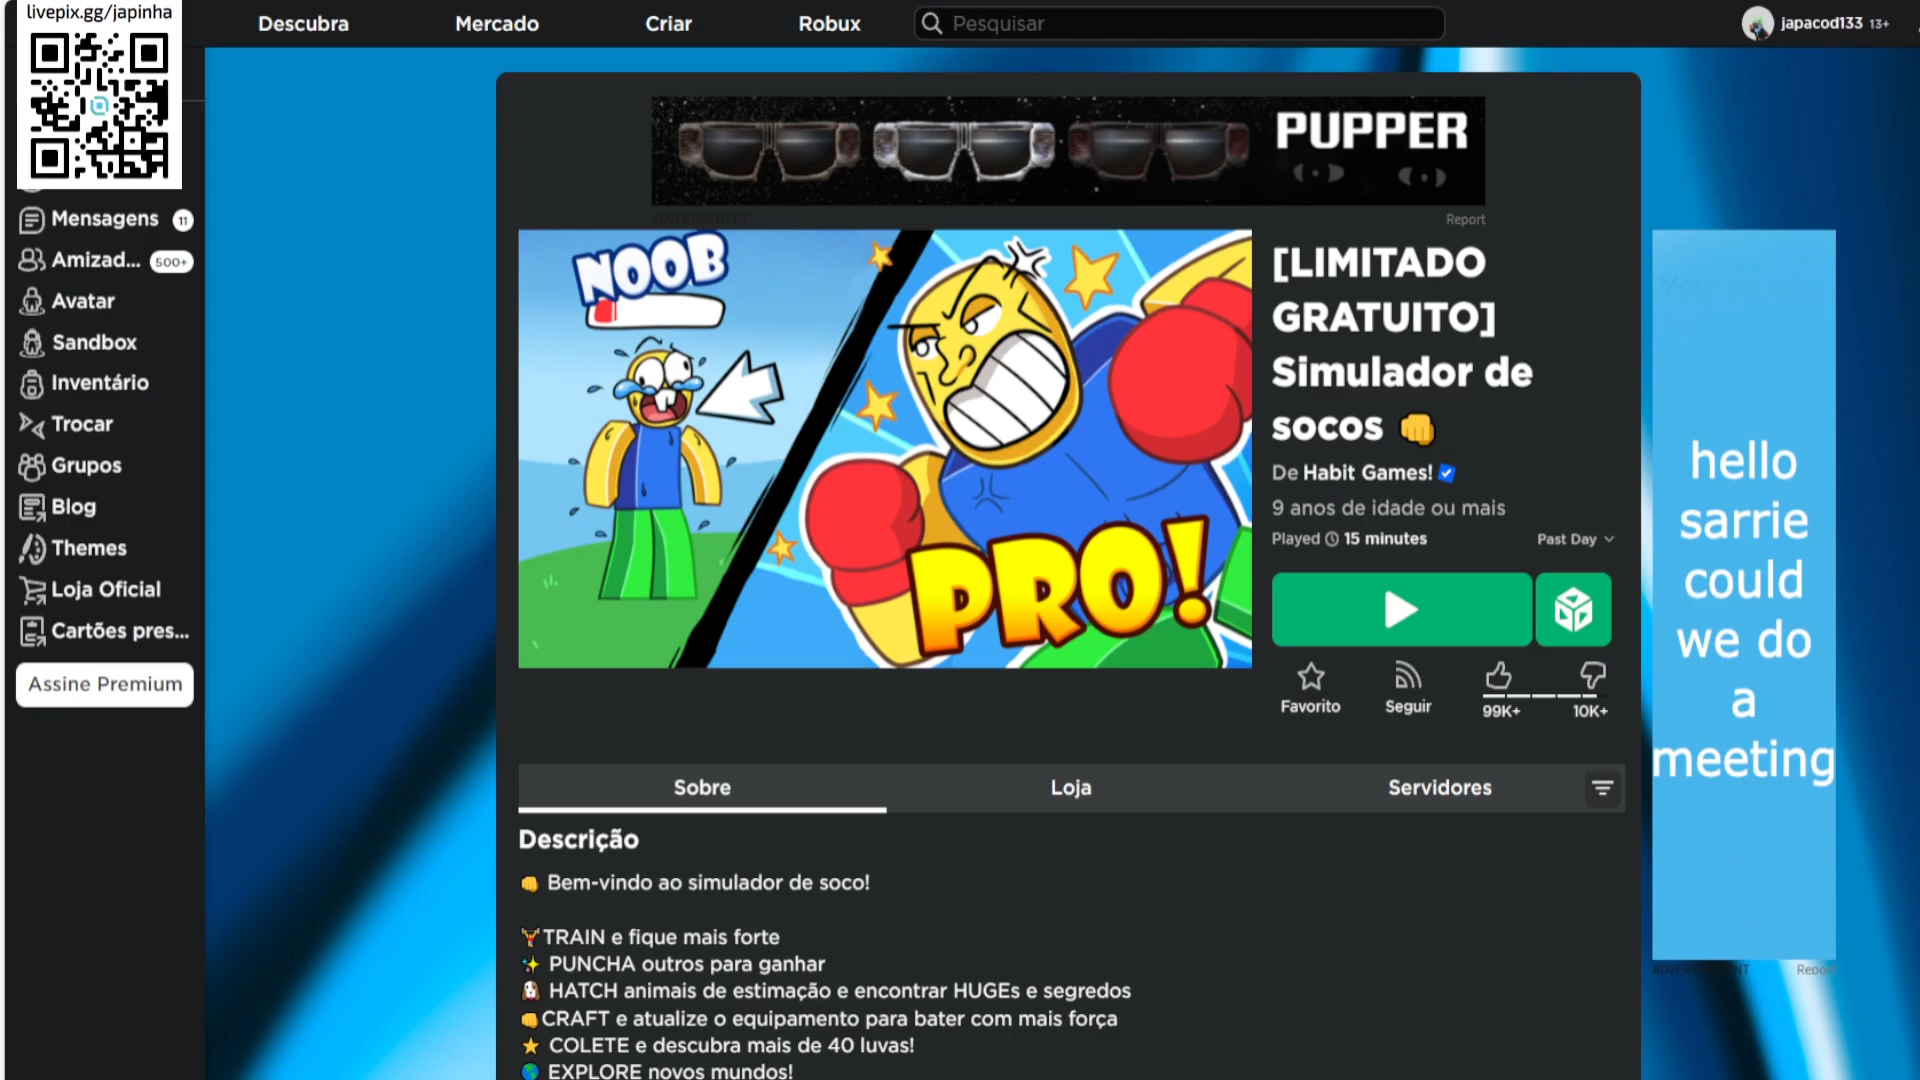 livepix.gg/japinha
Descubra
Mercado
Criar
Robux
Pesquisar
japacod133 13+
Mensagens 11
Amizad... 500+
Avatar
Sandbox
Inventário
Trocar
Grupos
Blog
Themes
Loja Oficial
Cartões pres...
Assine Premium
PUPPER
ADVERTISEMENT
Report
NOOB
PRO!
[LIMITADO
GRATUITO]
Simulador de
socos 👊
De Habit Games!
9 anos de idade ou mais
Played 15 minutes
Past Day
Favorito
Seguir
99K+
10K+
hello
sarrie
could
we do
a
meeting
ADVERTISEMENT
Report
Sobre
Loja
Servidores
Descrição
👊 Bem-vindo ao simulador de soco!
🏋TRAIN e fique mais forte
✨ PUNCHA outros para ganhar
🐶 HATCH animais de estimação e encontrar HUGEs e segredos
👊CRAFT e atualize o equipamento para bater com mais força
⭐ COLETE e descubra mais de 40 luvas!
🌎 EXPLORE novos mundos!